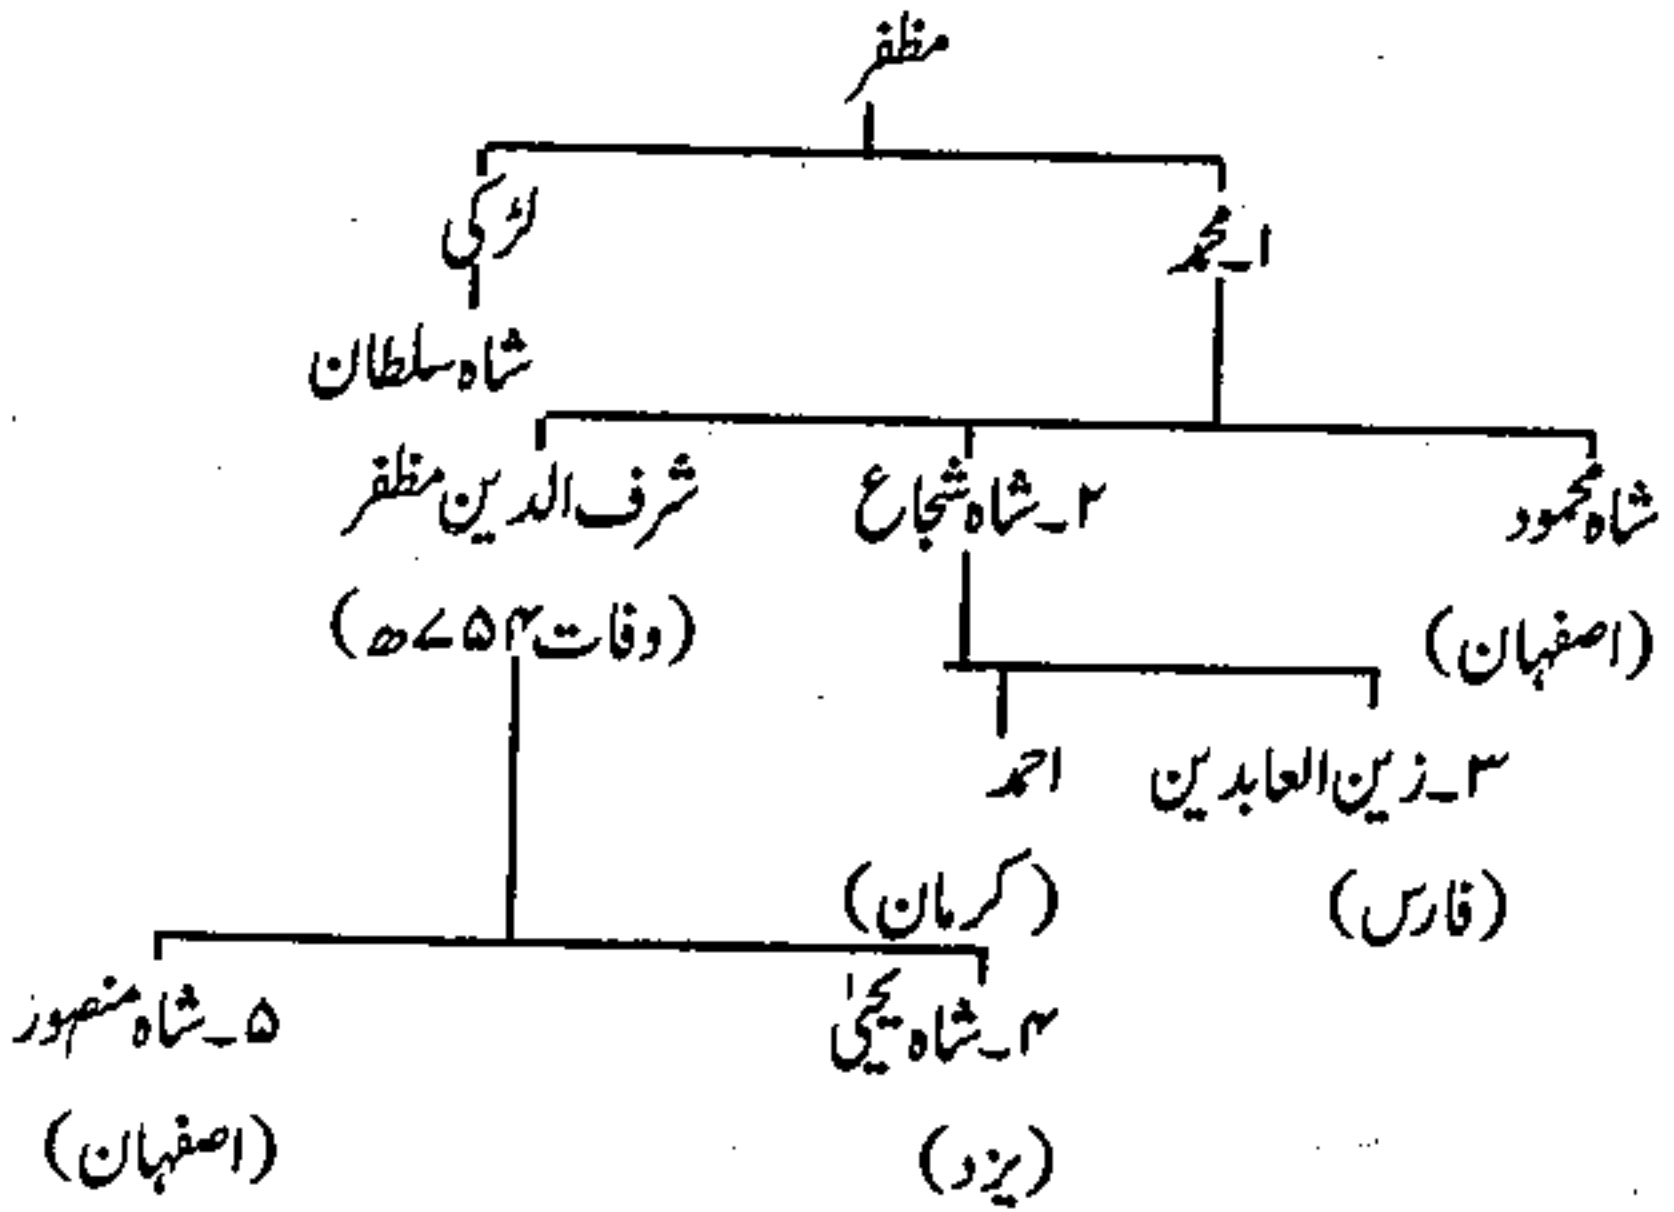 مظفر
۱۔محمد
لڑکی
شاہ سلطان
شاہ محمود
۲۔شاہ شجاع
شرف الدین مظفر
(اصفہان)
(وفات ۷۵۴ھ)
۳۔زین العابدین
احمد
(فارس)
(کرمان)
۴۔شاہ یحییٰ
۵۔شاہ منصور
(یزد)
(اصفہان)